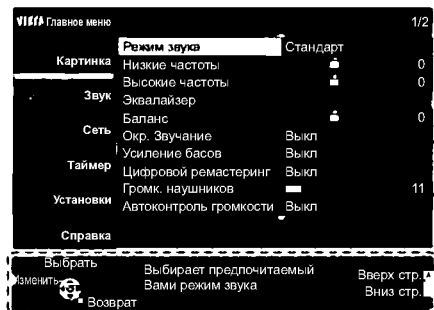 VIErA Главное меню 1/2
Режим звука Стандарт
Картинка
Низкие частоты 0
Высокие частоты 0
Звук
Эквалайзер
Баланс 0
Сеть
Окр. Звучание Выкл
Усиление басов Выкл
Таймер
Цифровой ремастеринг Выкл
Громк. наушников 11
Установки
Автоконтроль громкости Выкл
Справка
Выбрать
Изменить
Возврат
Выбирает предпочитаемый
Вами режим звука
Вверх стр.
Вниз стр.